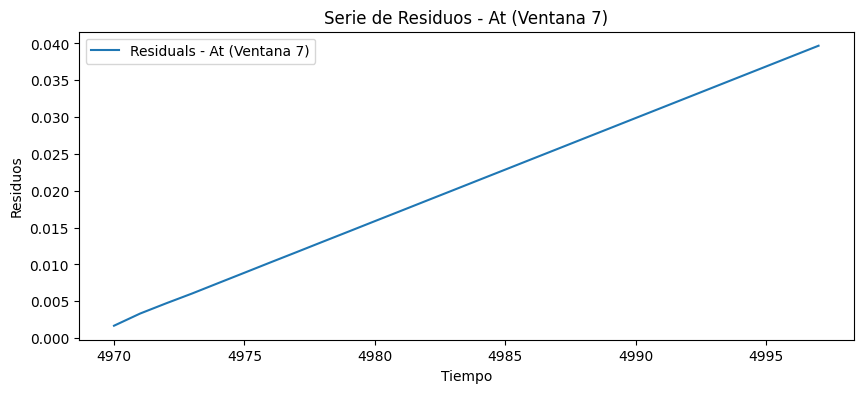 Serie de Residuos - At (Ventana 7)
Residuals - At (Ventana 7)
Residuos
0.040
0.035
0.030
0.025
0.020
0.015
0.010
0.005
0.000
4970 4975 4980 4985 4990 4995
Tiempo